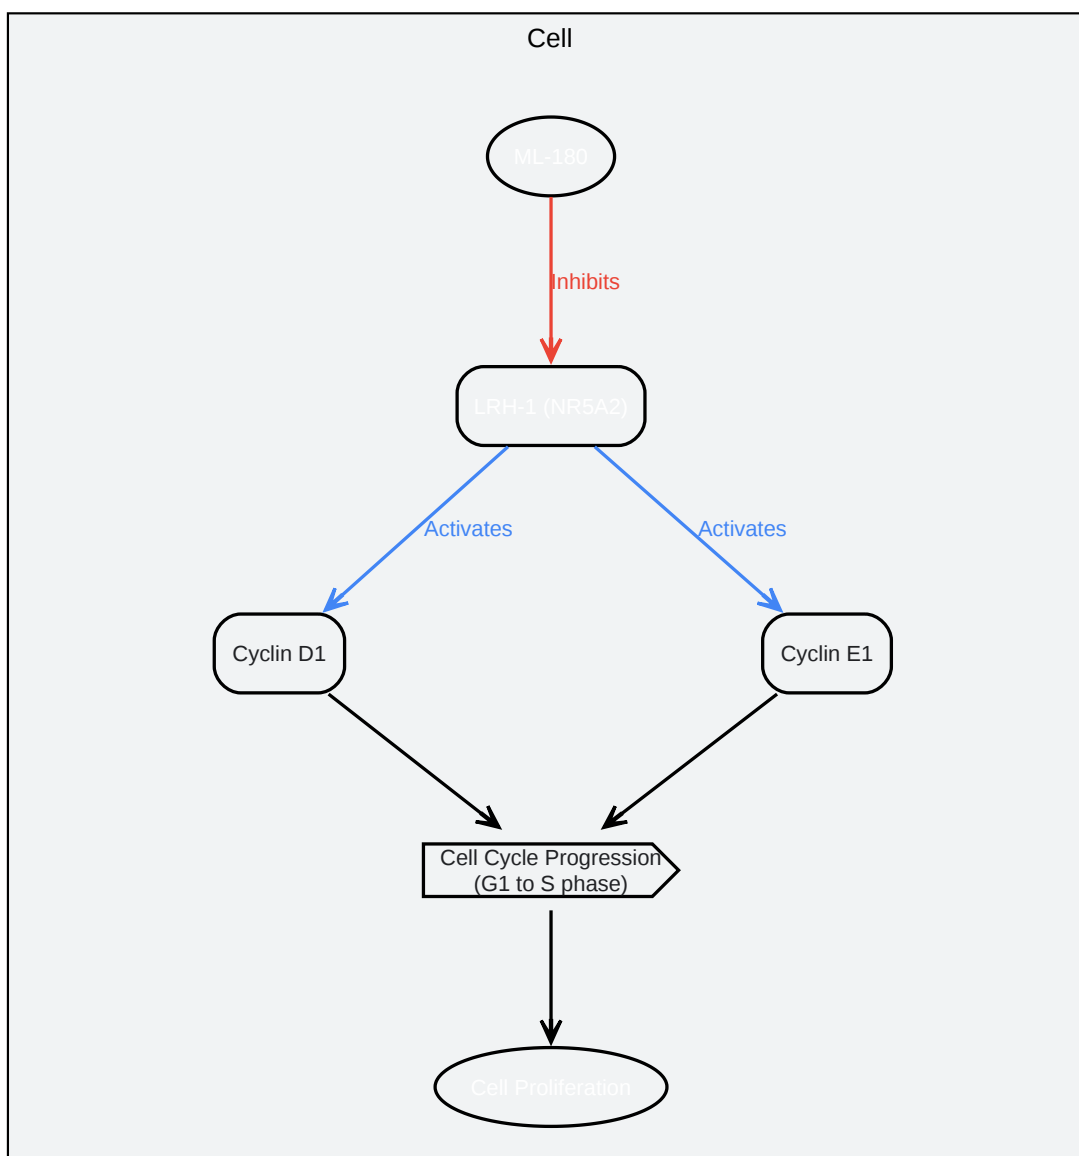 Cell
ML-180
Inhibits
LRH-1 (NR5A2)
Activates
Activates
Cyclin D1
Cyclin E1
Cell Cycle Progression
(G1 to S phase)
Cell Proliferation